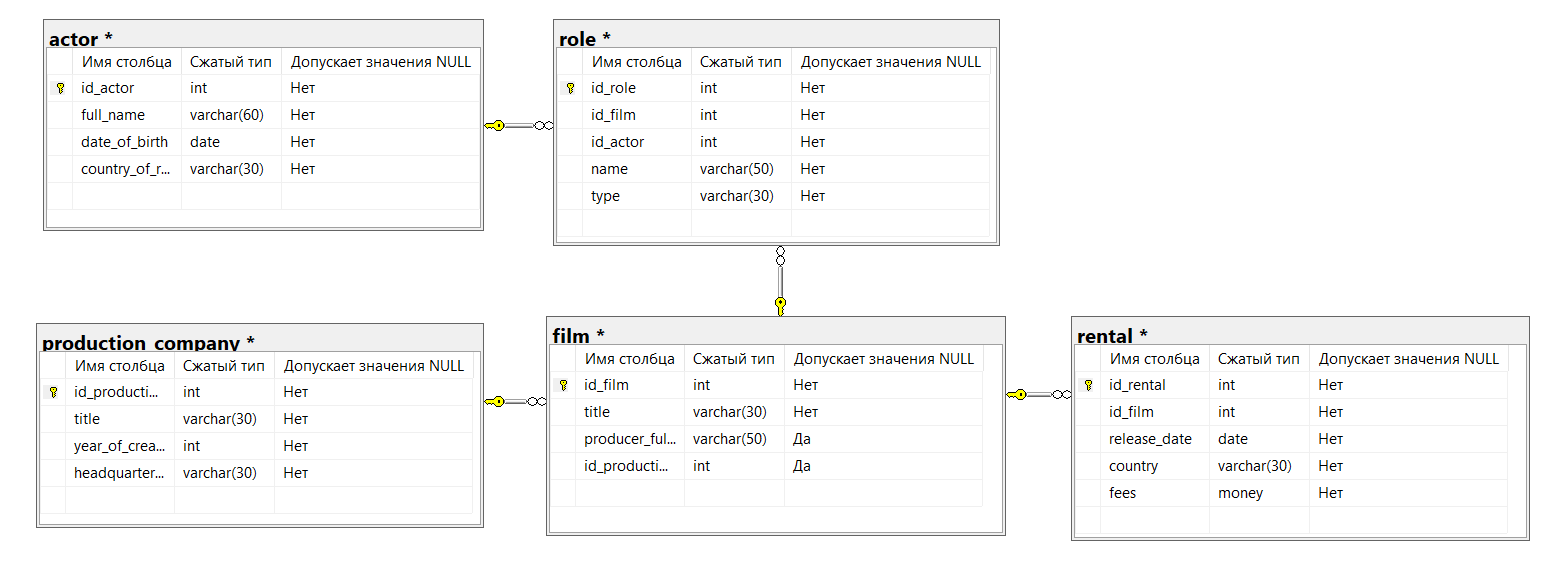 actor *
Имя столбца Сжатый тип Допускает значения NULL
id_actor int Нет
full_name varchar(60) Нет
date_of_birth date Нет
country_of_r... varchar(30) Нет
role *
Имя столбца Сжатый тип Допускает значения NULL
id_role int Нет
id_film int Нет
id_actor int Нет
name varchar(50) Нет
type varchar(30) Нет
production_company *
Имя столбца Сжатый тип Допускает значения NULL
id_producti... int Нет
title varchar(30) Нет
year_of_crea... int Нет
headquarter... varchar(30) Нет
film *
Имя столбца Сжатый тип Допускает значения NULL
id_film int Нет
title varchar(30) Нет
producer_ful... varchar(50) Да
id_producti... int Да
rental *
Имя столбца Сжатый тип Допускает значения NULL
id_rental int Нет
id_film int Нет
release_date date Нет
country varchar(30) Нет
fees money Нет